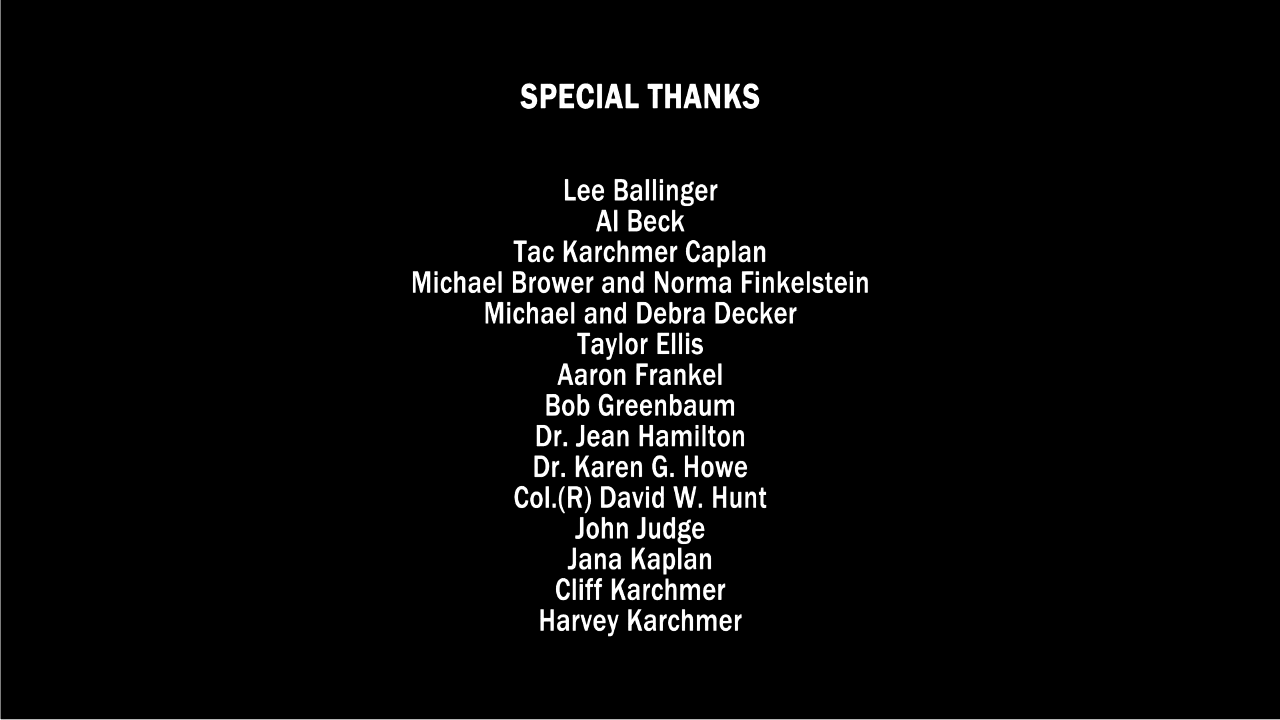 SPECIAL THANKS
Lee Ballinger
Al Beck
Tac Karchmer Caplan
Michael Brower and Norma Finkelstein
Michael and Debra Decker
Taylor Ellis
Aaron Frankel
Bob Greenbaum
Dr. Jean Hamilton
Dr. Karen G. Howe
Col.(R) David W. Hunt
John Judge
Jana Kaplan
Cliff Karchmer
Harvey Karchmer